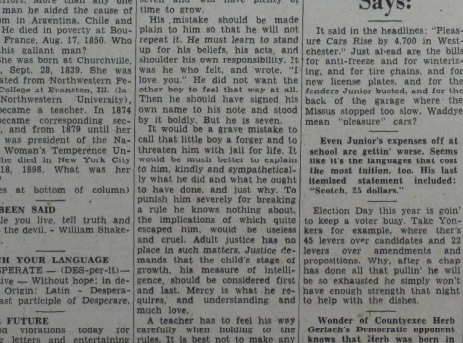 man he aided the cause of
om in Argentina, Chile and
He died in poverty at Bou-
France, Aug. 17, 1850. Who
his gallant man?
She was born at Churchville,
, Sept. 28, 1839. She was
ated from Northwestern Fe-
College at Evanston, Ill. (la-
Northwestern University),
became a teacher. In 1874
became corresponding sec-
, and from 1879 until her
was president of the Na-
Woman's Temperence Un-
he died in New York City
18, 1898. What was her
es at bottom of column)
BEEN SAID
le you live, tell truth and
the devil. - William Shake-
CH YOUR LANGUAGE
SPERATE — (DES-per-it) —
ive — Without hope: in de-
Origin: Latin - Despera-
ast participle of Desperare.
FUTURE
od vibrations today for
g letters and entertaining
time to grow.
His mistake should be made
plain to him so that he will not
repeat it. He must learn to stand
up for his beliefs, his acts, and
shoulder his own responsibility. It
was he who felt, and wrote, "I
love you." He did not want the
other boy to feel that way at all.
Then he should have signed his
own name to his note and stood
by it boldly. But he is seven.
It would be a grave mistake to
call that little boy a forger and to
threaten him with jail for life. It
would be much better to explain
to him, kindly and sympathetical-
ly what he did and what he ought
to have done, and just why. To
punish him severely for breaking
a rule he knows nothing about,
the implications of which quite
escaped him, would be useless
and cruel. Adult justice has no
place in such matters, Justice de-
mands that the child's stage of
growth, his measure of intelli-
gence, should be considered first
and last. Mercy is what he re-
quires, and understanding and
much love.
A teacher has to feel his way
carefully when holding to the
rules. It is best not to make any
Says:
It said in the headlines: "Pleas-
ure Cars Rise by 4,700 in West-
chester." Just ahead are the bills
for anti-freeze and for winteriz-
ing, and for tire chains, and for
new license plates, and for the
fenders Junior busted, and for the
back of the garage where the
Missus stopped too slow. Waddye
mean "pleasure" cars?
Even Junior's expenses off at
school are gettin' worse. Seems
like it's the languages that cost
the most tuition, too. His last
itemized statement included:
"Scotch, 25 dollars."
Election Day this year is goin'
to keep a voter busy. Take Yon-
kers for example, where ther's
45 levers over candidates and 22
levers over amendments and
propositions. Why, after a chap
has done all that pullin' he will
be so exhausted he simply won't
have enough strength that night
to help with the dishes.
Wonder of Countyexec Herb
Gerlach's Democratic opponent
knows that Herb was born in